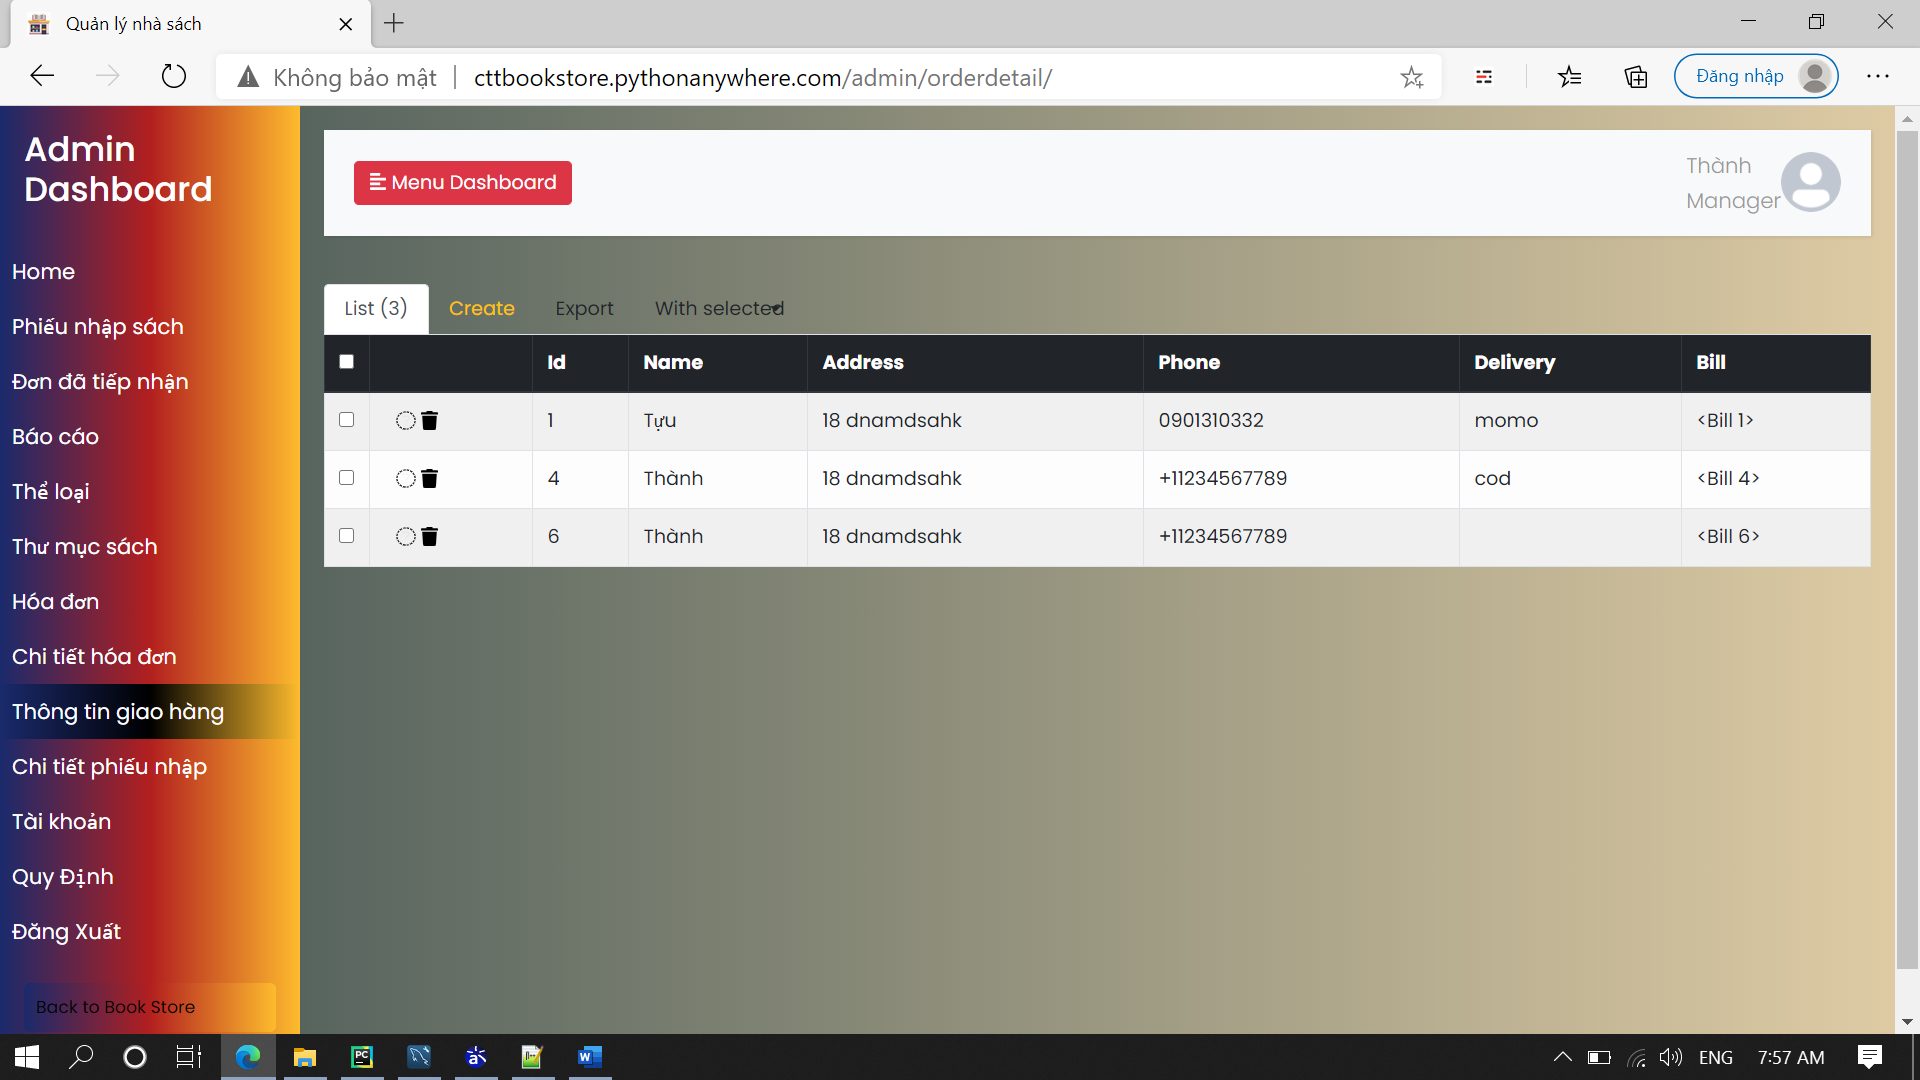 Quản lý nhà sách
Không bảo mật
cttbookstore.pythonanywhere.com/admin/orderdetail/
Đăng nhập
Admin
Dashboard
Home
Phiếu nhập sách
Đơn đã tiếp nhận
Báo cáo
Thể loại
Thư mục sách
Hóa đơn
Chi tiết hóa đơn
Thông tin giao hàng
Chi tiết phiếu nhập
Tài khoản
Quy Định
Đăng Xuất
Back to Book Store
Menu Dashboard
Thành
Manager
List (3) Create Export With selected
Id Name Address Phone Delivery Bill
1 Tựu 18 dnamdsahk 0901310332 momo <Bill 1>
4 Thành 18 dnamdsahk +11234567789 cod <Bill 4>
6 Thành 18 dnamdsahk +11234567789 <Bill 6>
ENG 7:57 AM